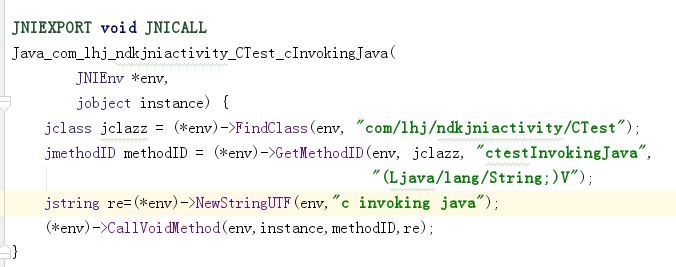 JNIEXPORT void JNICALL
Java_com_lhj_ndkjniactivity_CTest_cInvokingJava(
        JNIEnv *env,
        jobject instance) {
    jclass jclazz = (*env)->FindClass(env, "com/lhj/ndkjniactivity/CTest");
    jmethodID methodID = (*env)->GetMethodID(env, jclazz, "ctestInvokingJava",
                                             "(Ljava/lang/String;)V");
    jstring re=(*env)->NewStringUTF(env,"c invoking java");
    (*env)->CallVoidMethod(env,instance,methodID,re);
}